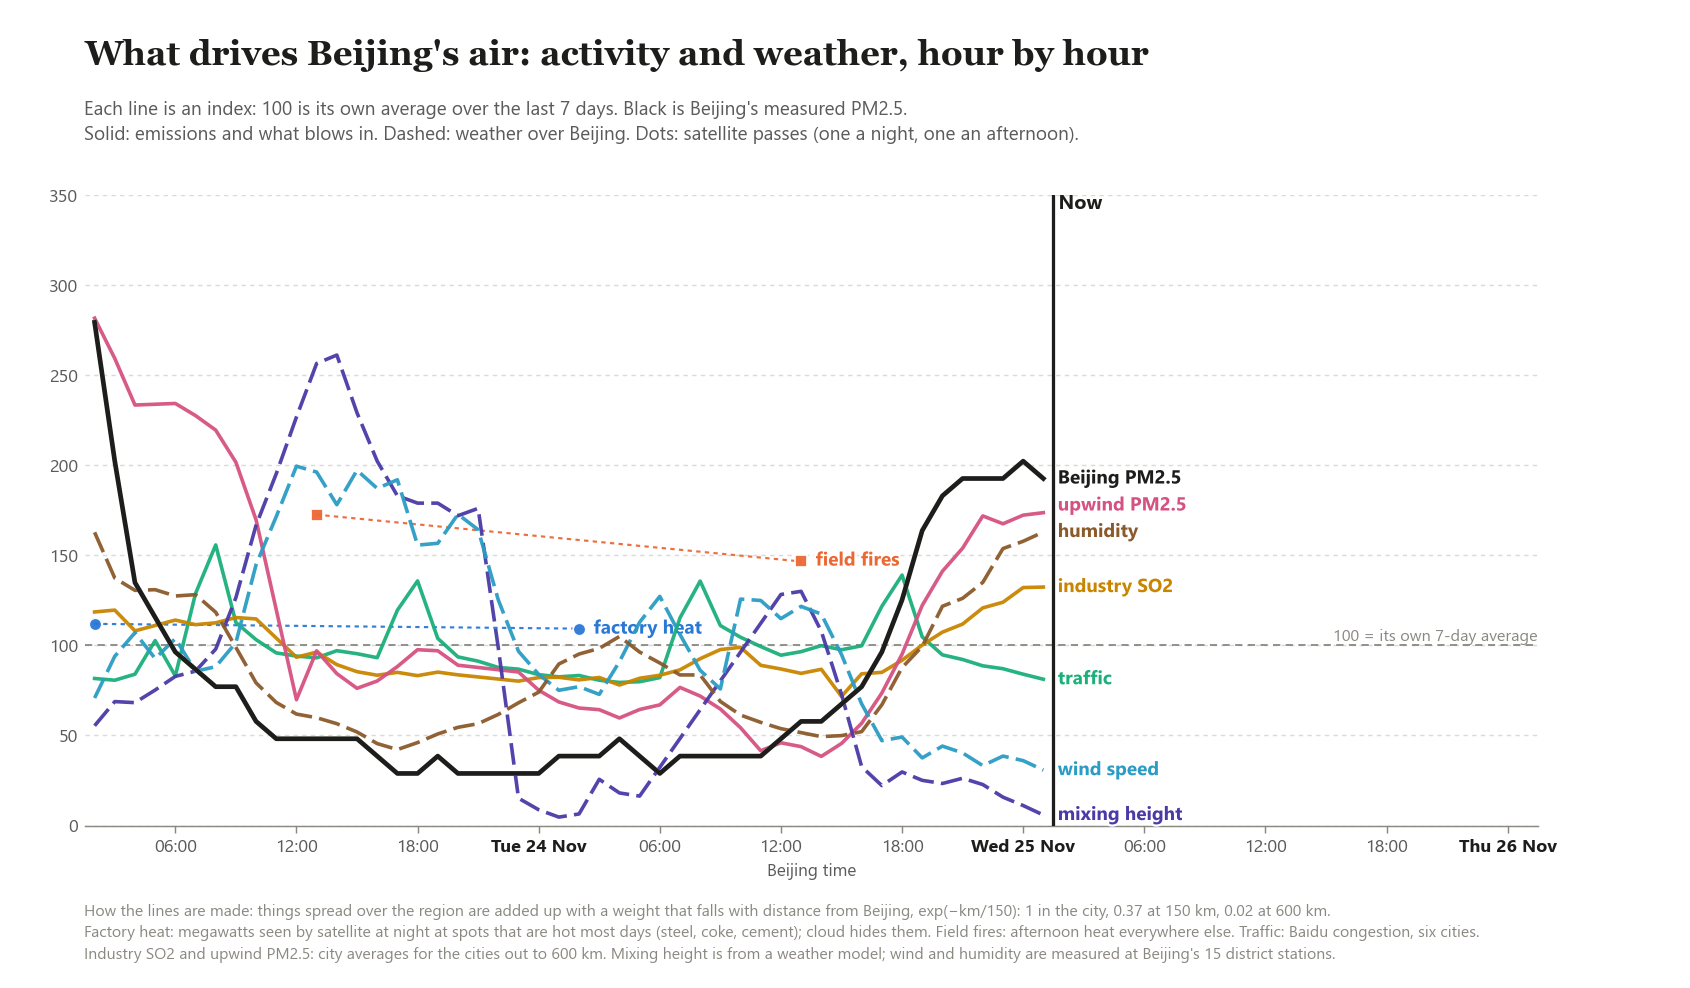 What drives Beijing's air: activity and weather, hour by hour
Each line is an index: 100 is its own average over the last 7 days. Black is Beijing's measured PM2.5.
Solid: emissions and what blows in. Dashed: weather over Beijing. Dots: satellite passes (one a night, one an afternoon).
350
300
250
200
150
100
50
0
Now
Beijing PM2.5
upwind PM2.5
humidity
field fires
industry SO2
factory heat
100 = its own 7-day average
traffic
wind speed
mixing height
06:00 12:00 18:00 Tue 24 Nov 06:00 12:00 18:00 Wed 25 Nov 06:00 12:00 18:00 Thu 26 Nov
Beijing time
How the lines are made: things spread over the region are added up with a weight that falls with distance from Beijing, exp(−km/150): 1 in the city, 0.37 at 150 km, 0.02 at 600 km.
Factory heat: megawatts seen by satellite at night at spots that are hot most days (steel, coke, cement); cloud hides them. Field fires: afternoon heat everywhere else. Traffic: Baidu congestion, six cities.
Industry SO2 and upwind PM2.5: city averages for the cities out to 600 km. Mixing height is from a weather model; wind and humidity are measured at Beijing's 15 district stations.